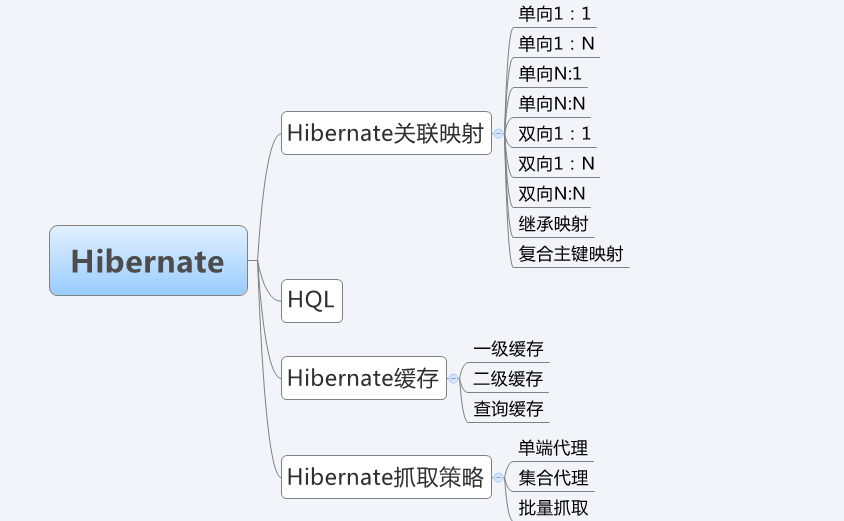 Hibernate
Hibernate关联映射
单向1：1
单向1：N
单向N:1
单向N:N
双向1：1
双向1：N
双向N:N
继承映射
复合主键映射
HQL
Hibernate缓存
一级缓存
二级缓存
查询缓存
Hibernate抓取策略
单端代理
集合代理
批量抓取